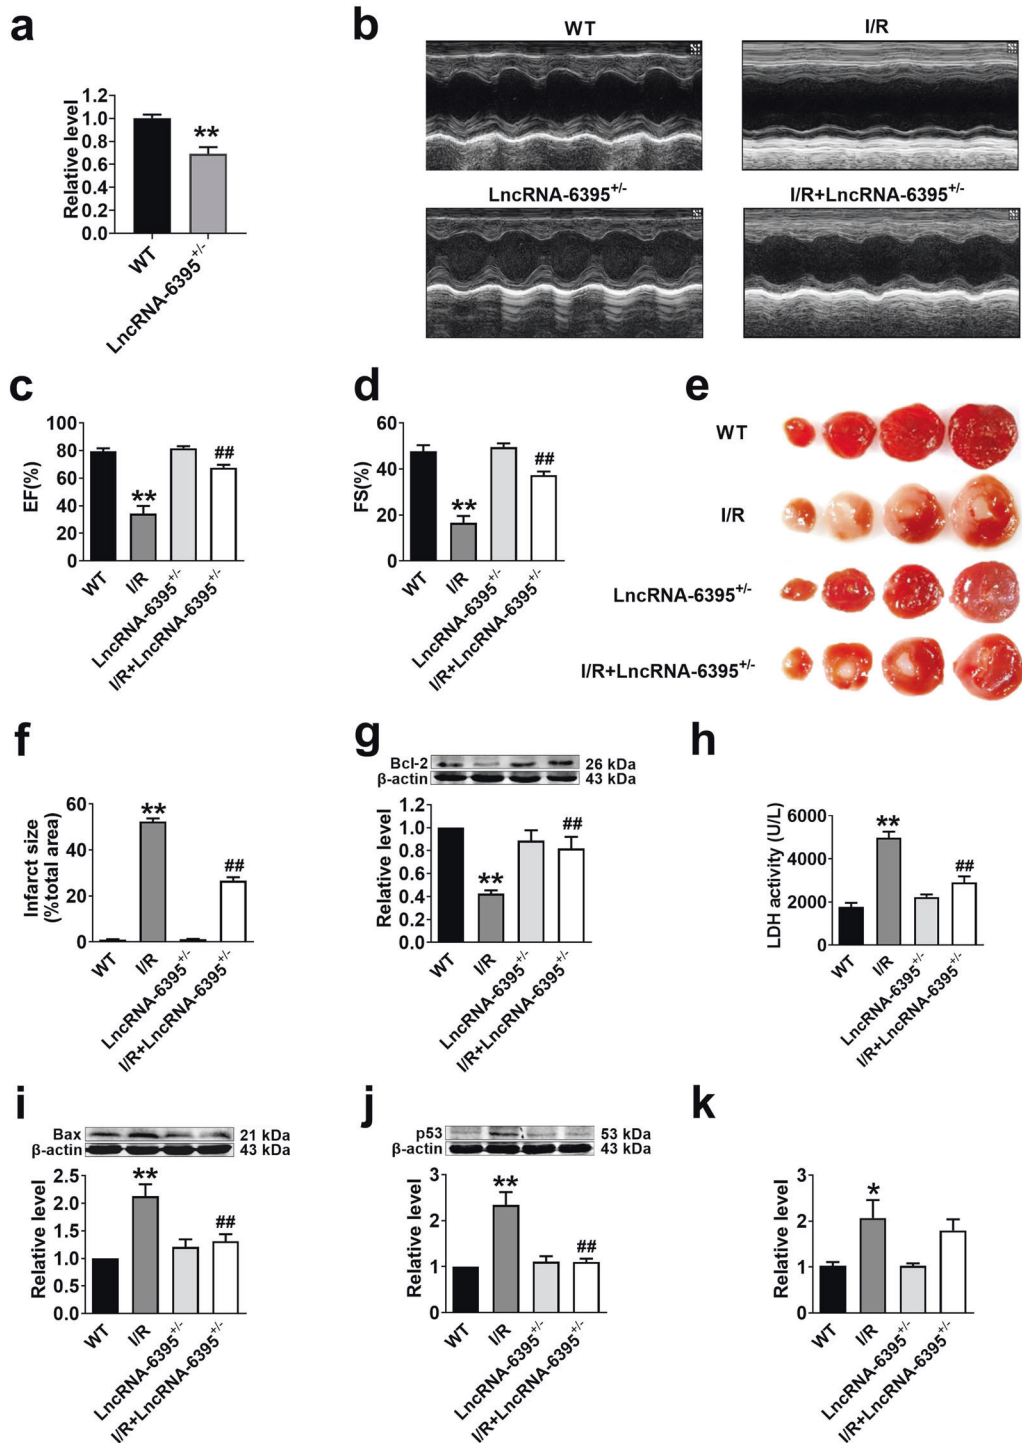 a
Relative level
1.2
1.0
0.8
0.6
0.4
0.2
0.0
**
WT
LncRNA-6395+/-
b
WT
I/R
LncRNA-6395+/-
I/R+LncRNA-6395+/-
c
EF(%)
100
80
60
40
20
0
**
##
WT
I/R
LncRNA-6395+/-
I/R+LncRNA-6395+/-
d
FS(%)
60
40
20
0
**
##
WT
I/R
LncRNA-6395+/-
I/R+LncRNA-6395+/-
e
WT
I/R
LncRNA-6395+/-
I/R+LncRNA-6395+/-
f
Infarct size
(%total area)
60
40
20
0
**
##
WT
I/R
LncRNA-6395+/-
I/R+LncRNA-6395+/-
g
Bcl-2 26 kDa
β-actin 43 kDa
Relative level
1.2
1.0
0.8
0.6
0.4
0.2
0.0
**
##
WT
I/R
LncRNA-6395+/-
I/R+LncRNA-6395+/-
h
LDH activity (U/L)
8000
6000
4000
2000
0
**
##
WT
I/R
LncRNA-6395+/-
I/R+LncRNA-6395+/-
i
Bax 21 kDa
β-actin 43 kDa
Relative level
2.5
2.0
1.5
1.0
0.5
0.0
**
##
WT
I/R
LncRNA-6395+/-
I/R+LncRNA-6395+/-
j
p53 53 kDa
β-actin 43 kDa
Relative level
3
2
1
0
**
##
WT
I/R
LncRNA-6395+/-
I/R+LncRNA-6395+/-
k
Relative level
3
2
1
0
*
WT
I/R
LncRNA-6395+/-
I/R+LncRNA-6395+/-